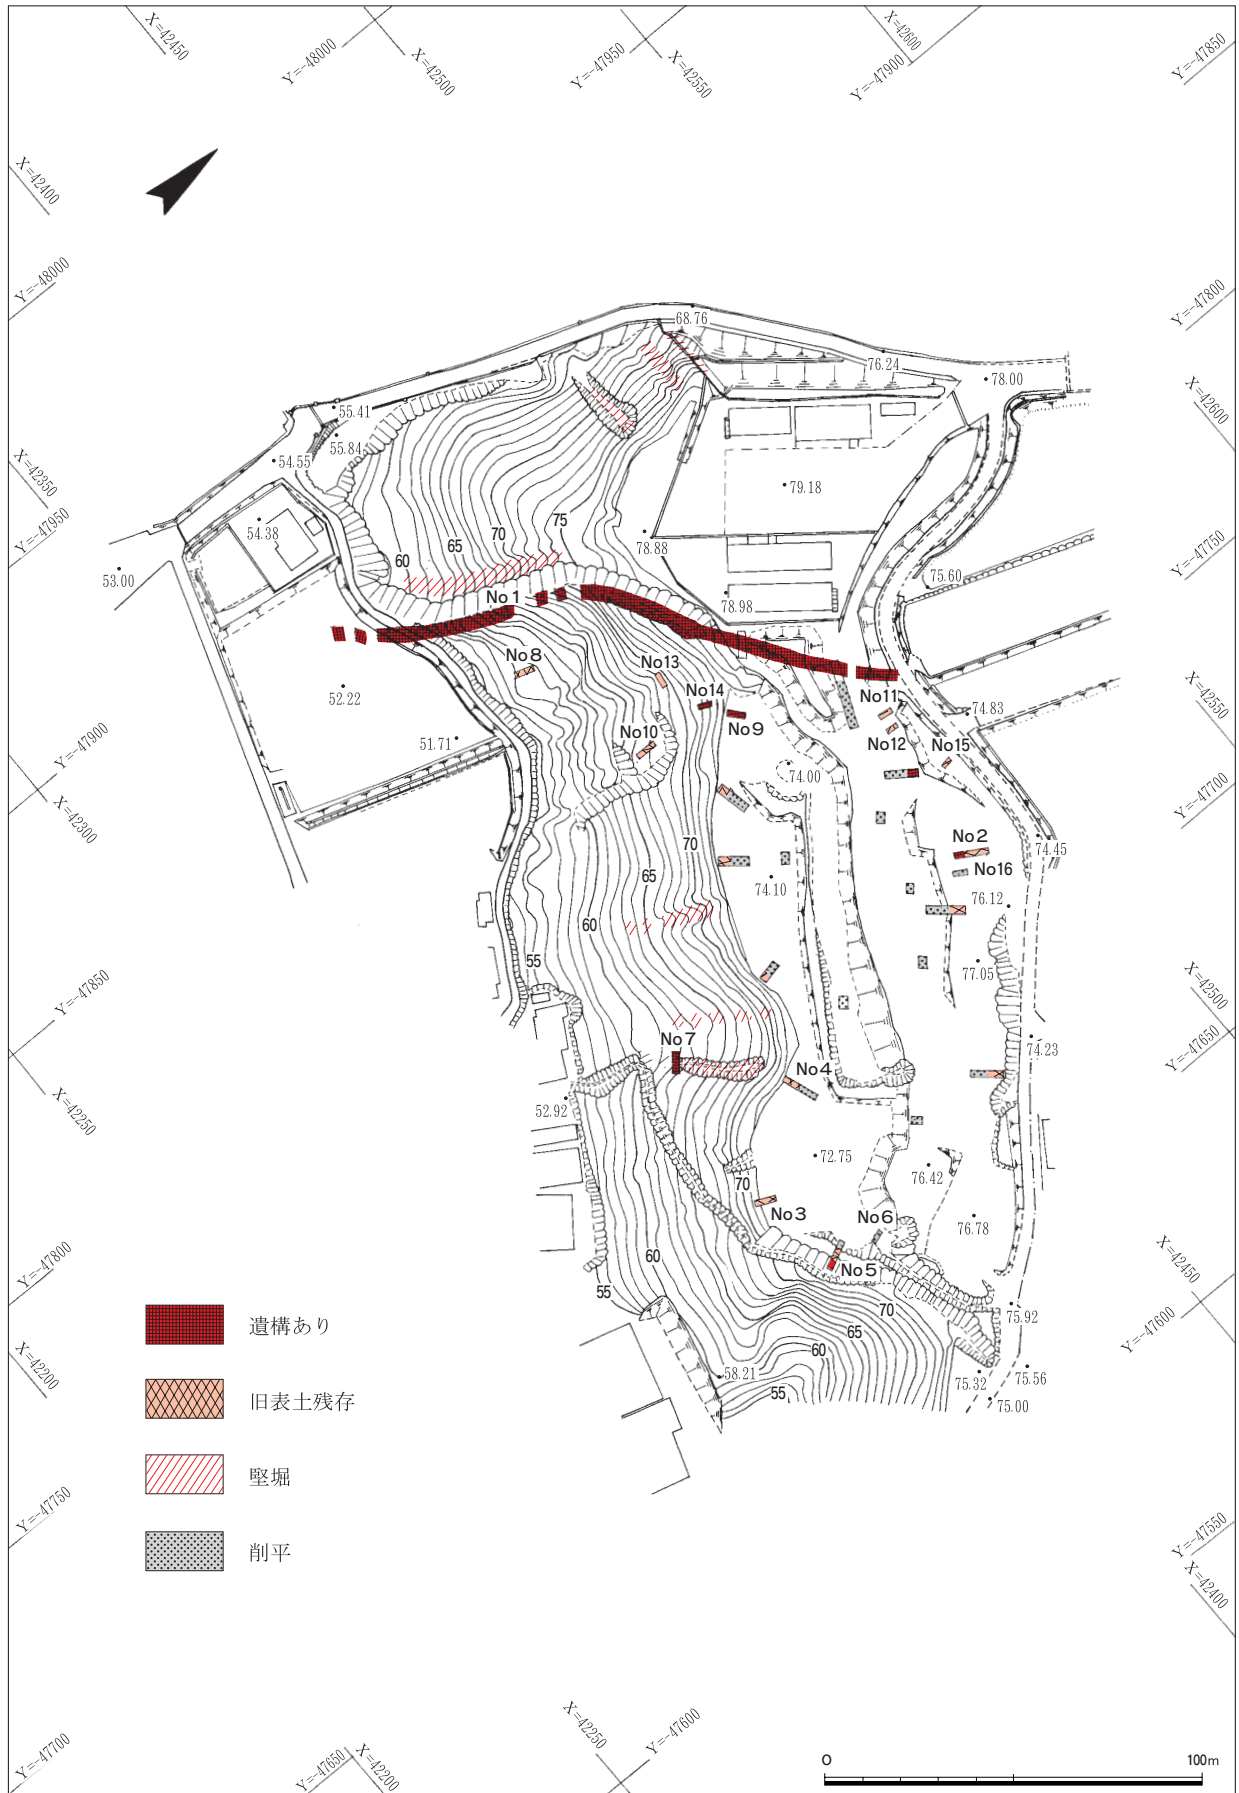 X=42450
Y=-48000
X=42500
Y=-47950
X=42550
X=42600
Y=-47900
Y=-47850
X=42400
Y=-48000
Y=-47800
68.76
76.24
78.00
X=42600
55.41
55.84
54.55
X=42350
Y=-47950
54.38
79.18
75
70
65
60
78.88
Y=-47750
53.00
75.60
78.98
No1
No8
No13
No14
No9
No11
No12
No15
No10
52.22
51.71
74.83
X=42550
Y=-47900
X=42300
74.00
Y=-47700
70
65
60
55
74.10
No2
No16
74.45
76.12
77.05
Y=-47850
X=42500
Y=-47650
No7
No4
74.23
52.92
X=42250
72.75
76.42
70
No3
No6
No5
76.78
60
55
Y=-47800
X=42450
Y=-47600
70
65
60
55
75.92
75.56
75.32
75.00
58.21
X=42200
遺構あり
旧表土残存
竪堀
削平
Y=-47750
Y=-47550
X=42400
Y=-47700
Y=-47650
X=42200
X=42250
Y=-47600
0
100m